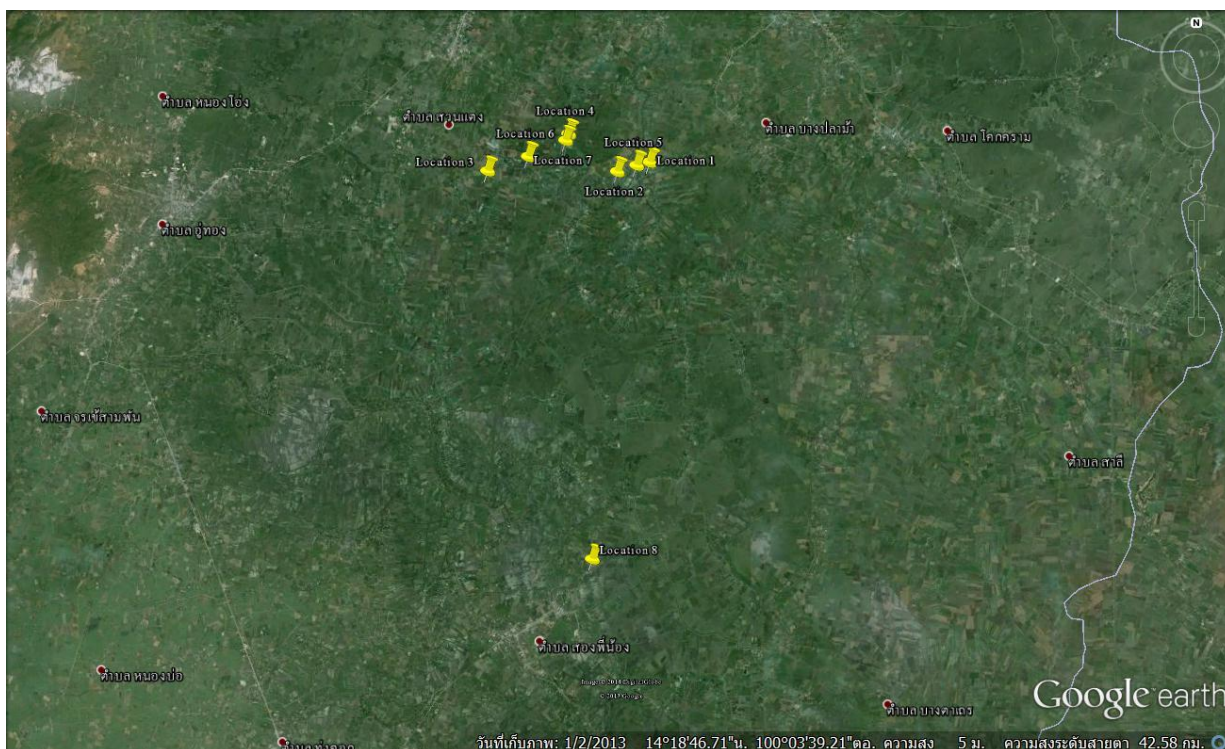 N
ตำบล หนองโอ่ง
Location 4
ตำบล สวนแตง
ตำบล บางปลาม้า
ตำบล โคกคราม
Location 6
Location 5
Location 3
Location 7
Location 1
Location 2
ตำบล อู่ทอง
ตำบล จรเข้สามพัน
ตำบล สาลี
Location 8
ตำบล สองพี่น้อง
ตำบล หนองบ่อ
© 2013 Google
Google earth
ตำบล บางตาเถร
วันที่เก็บภาพ: 1/2/2013 14°18'46.71"น. 100°03'39.21"ตอ. ความสูง 5 ม. ความสูงระดับสายตา 42.58 กม.